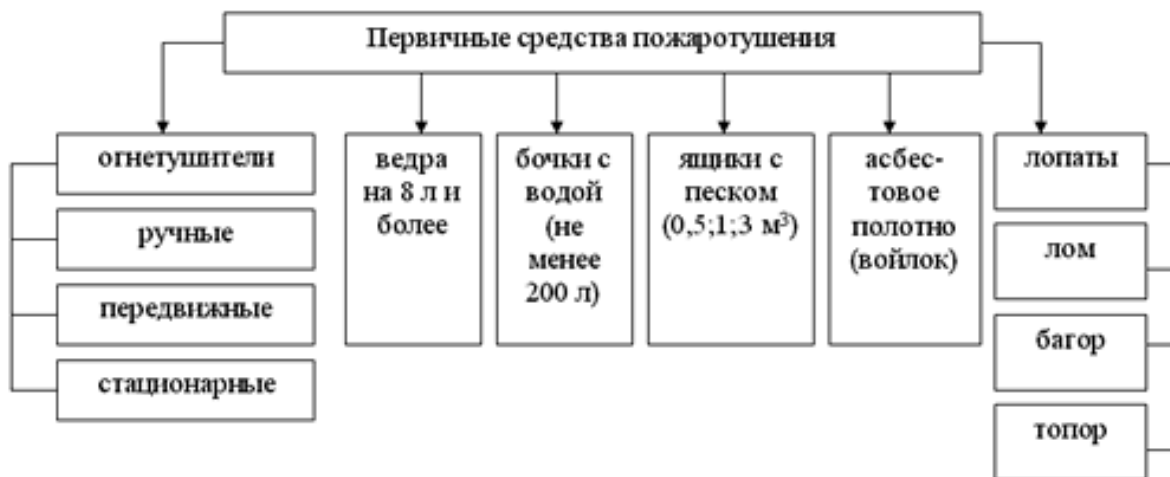 Первичные средства пожаротушения
огнетушители
ручные
передвижные
стационарные
ведра
на 8 л и
более
бочки с
водой
(не
менее
200 л)
ящики с
песком
(0,5;1;3 м³)
асбес-
товое
полотно
(войлок)
лопаты
лом
багор
топор